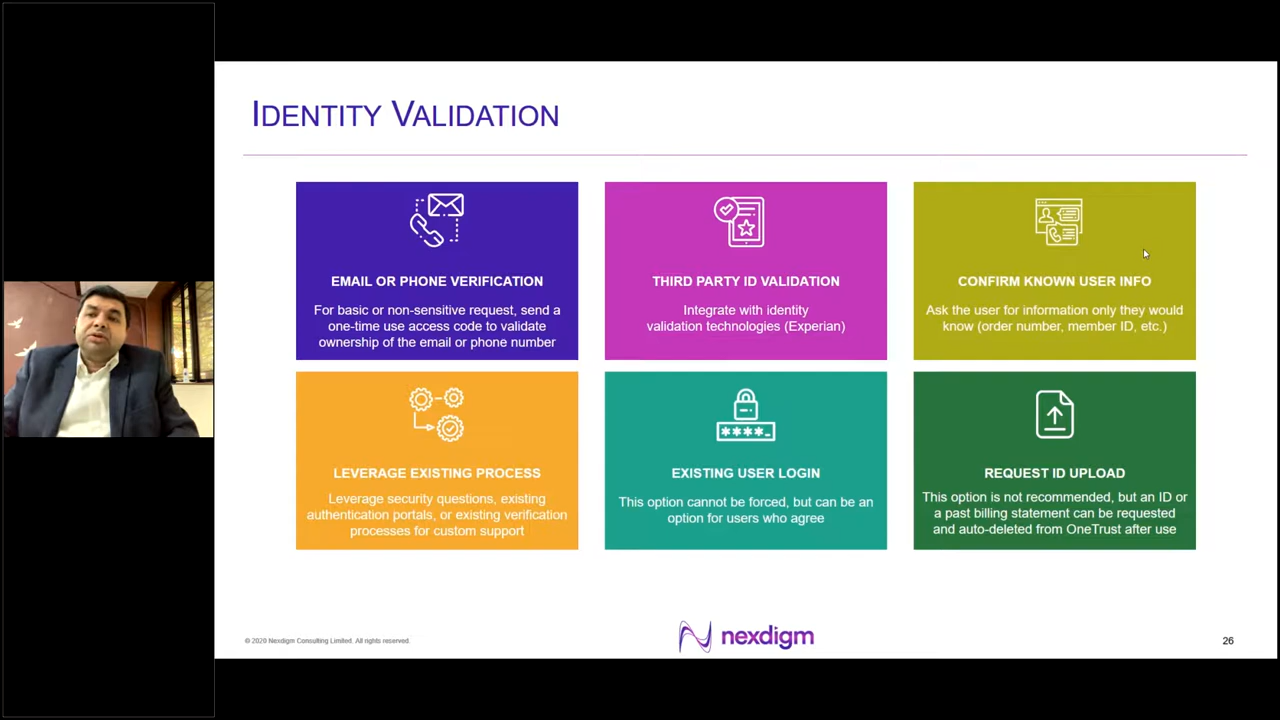 IDENTITY VALIDATION
EMAIL OR PHONE VERIFICATION
For basic or non-sensitive request, send a
one-time use access code to validate
ownership of the email or phone number
THIRD PARTY ID VALIDATION
Integrate with identity
validation technologies (Experian)
CONFIRM KNOWN USER INFO
Ask the user for information only they would
know (order number, member ID, etc.)
LEVERAGE EXISTING PROCESS
Leverage security questions, existing
authentication portals, or existing verification
processes for custom support
****_
EXISTING USER LOGIN
This option cannot be forced, but can be an
option for users who agree
REQUEST ID UPLOAD
This option is not recommended, but an ID or
a past billing statement can be requested
and auto-deleted from OneTrust after use
© 2020 Nexdigm Consulting Limited. All rights reserved.
nexdigm
26